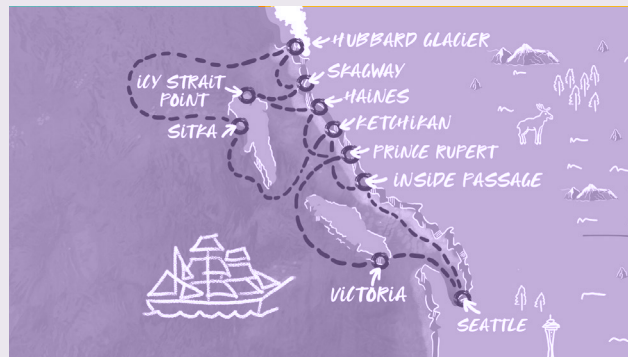 HUBBARD GLACIER
SKAGWAY
ICY STRAIT
POINT
HAINES
SITKA
KETCHIKAN
PRINCE RUPERT
INSIDE PASSAGE
VICTORIA
SEATTLE